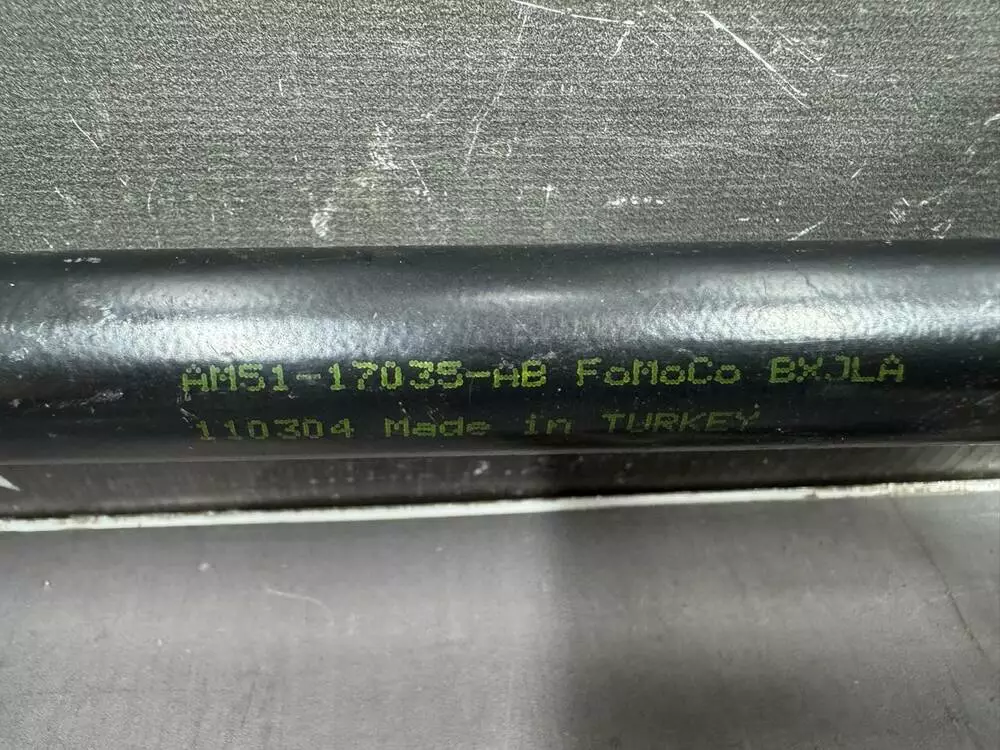 AM51-17035-AB FoMoCo BXJLA
110304 Made in TURKEY